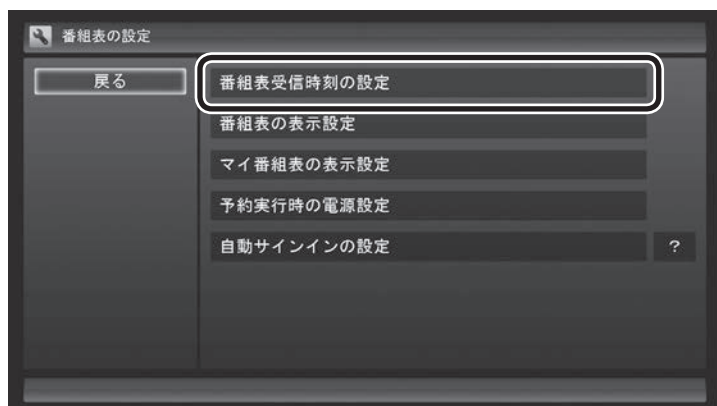 番組表の設定
戻る
番組表受信時刻の設定
番組表の表示設定
マイ番組表の表示設定
予約実行時の電源設定
自動サインインの設定
?